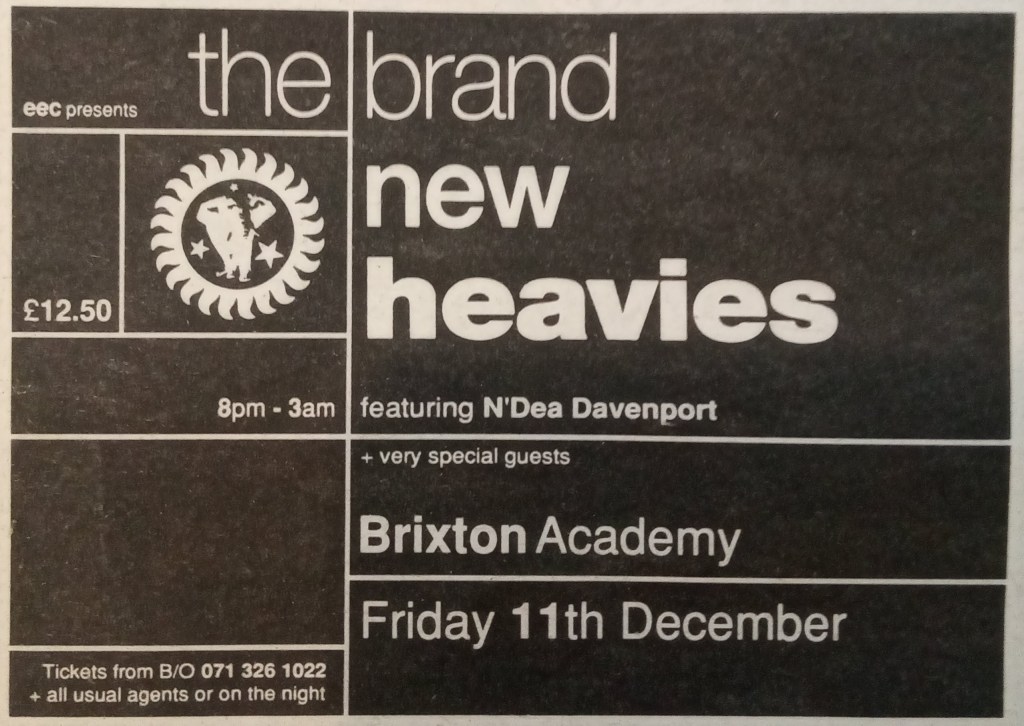 eec presents
the brand
new
heavies
£12.50
8pm - 3am
featuring N'Dea Davenport
+ very special guests
Brixton Academy
Friday 11th December
Tickets from B/O 071 326 1022
+ all usual agents or on the night